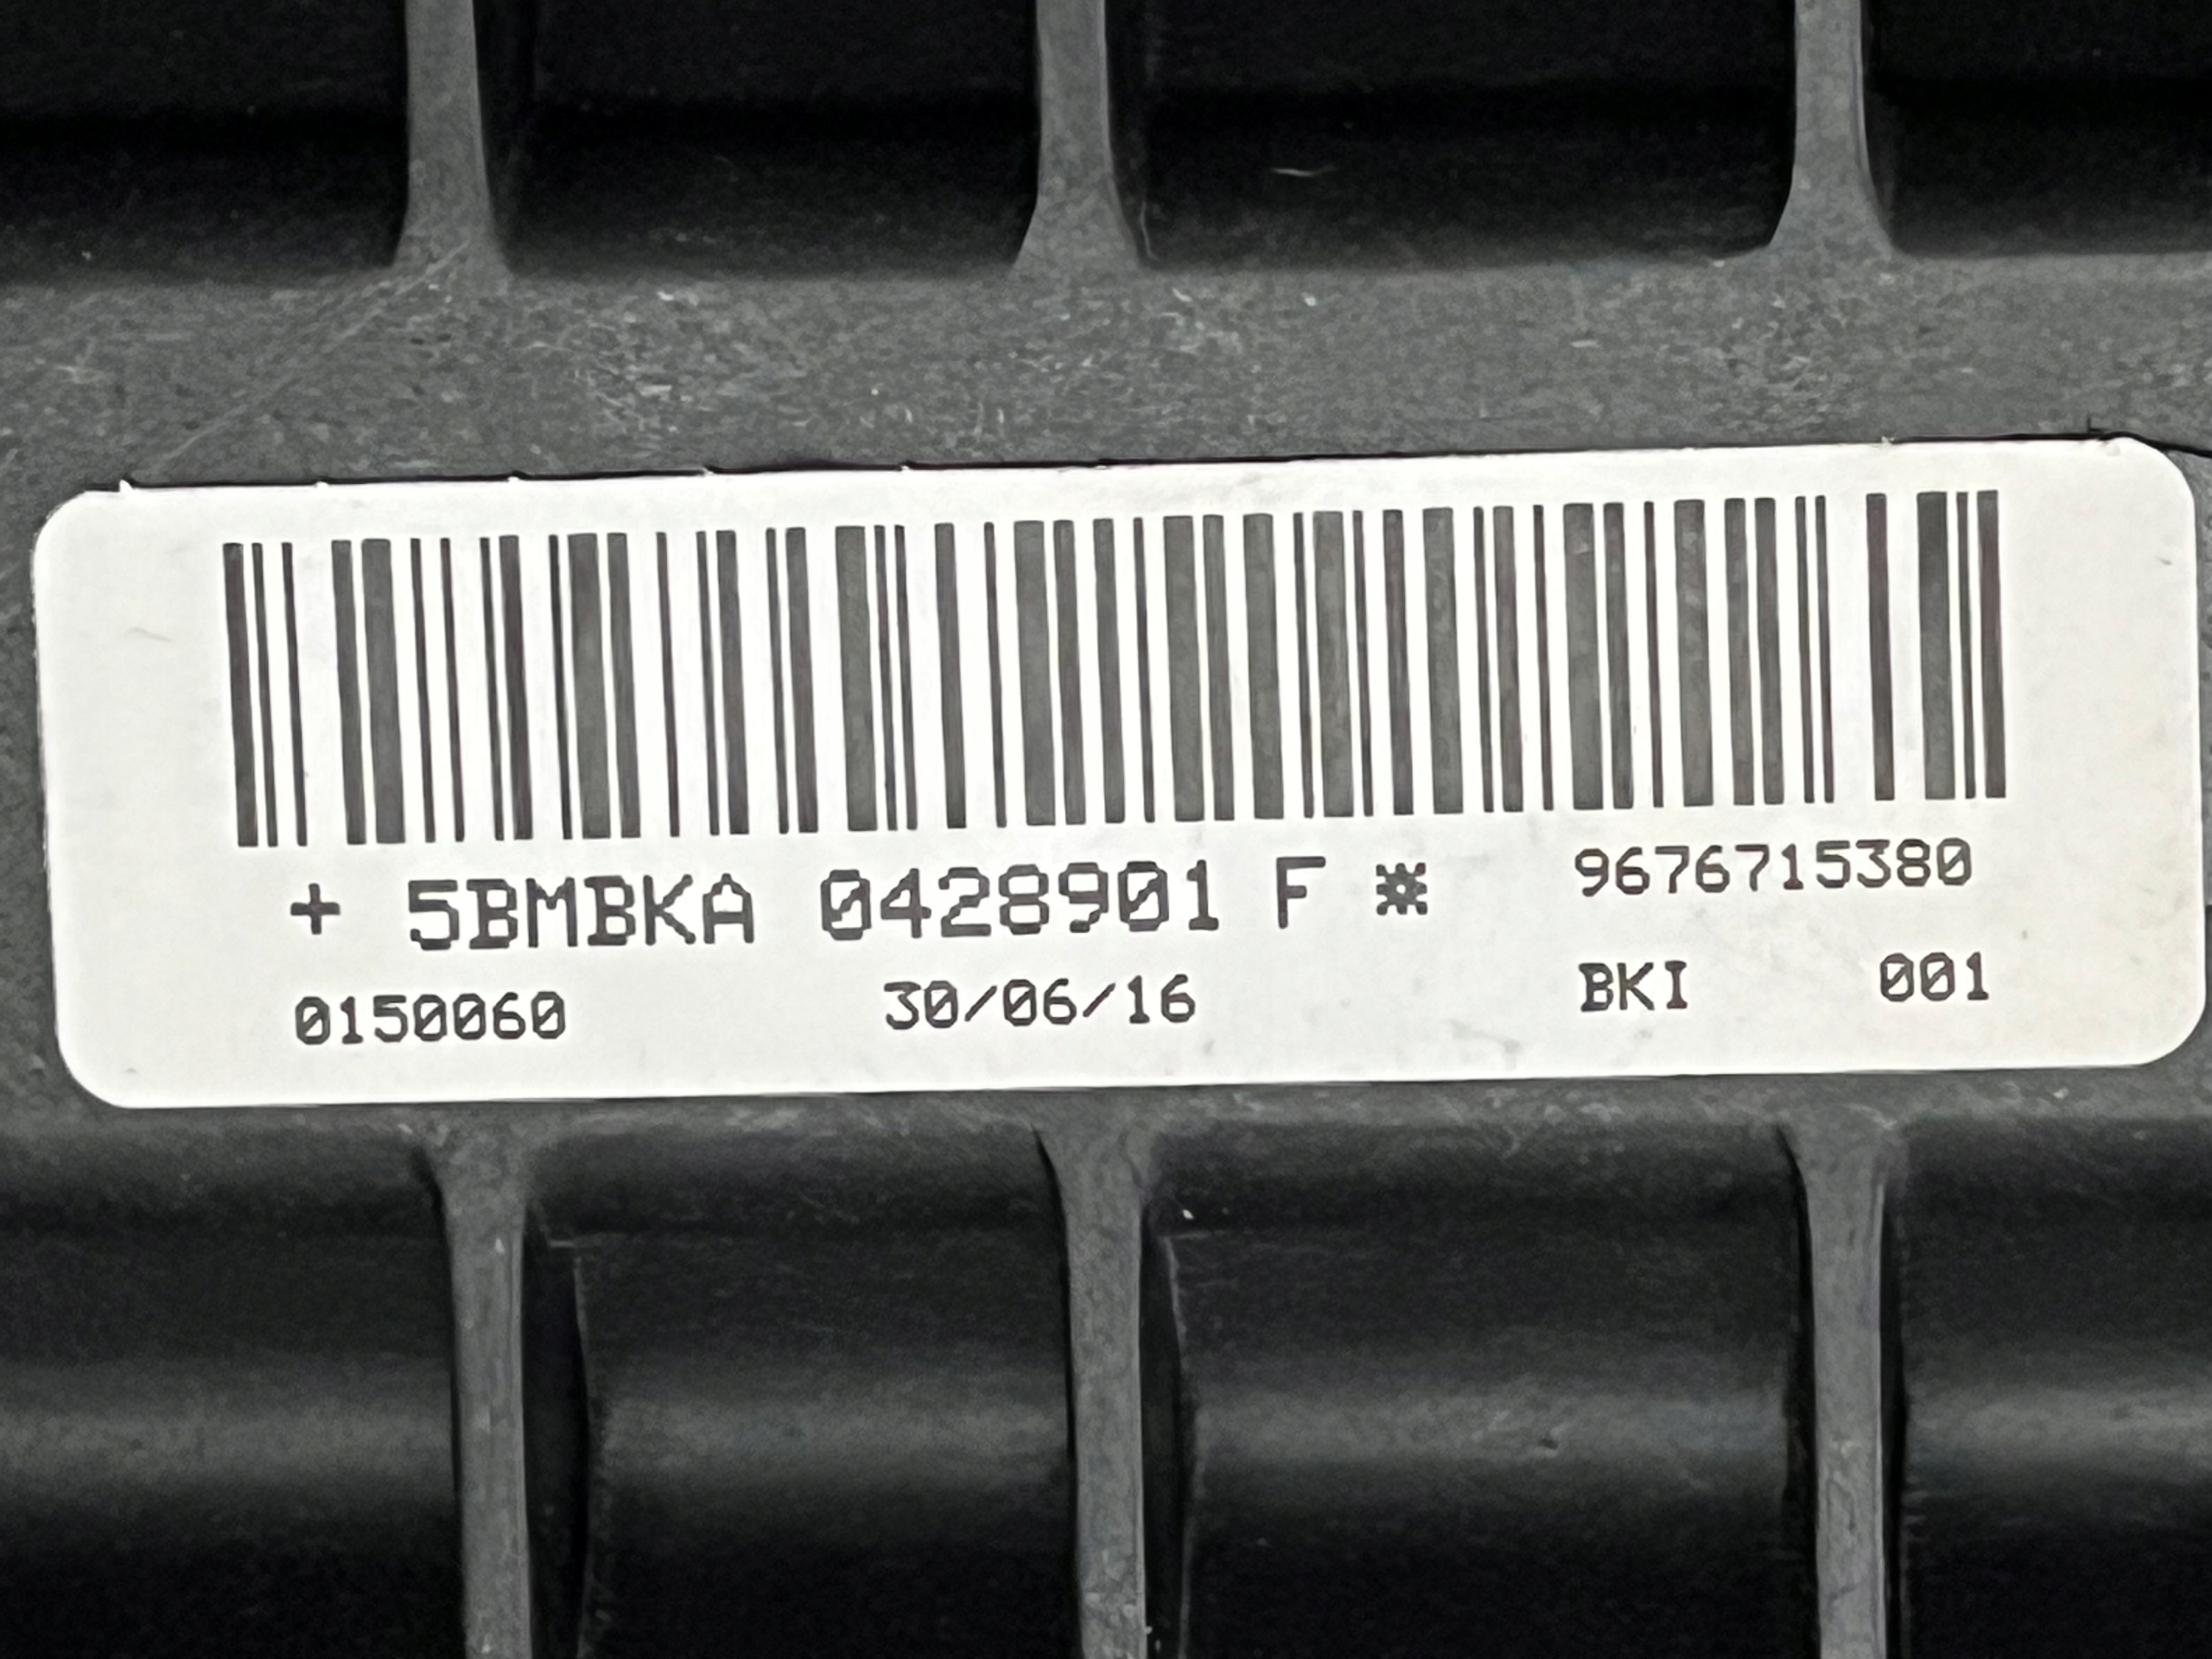 + 5BMBKA 0428901 F ※ 9676715380
0150060 30/06/16 BKI 001